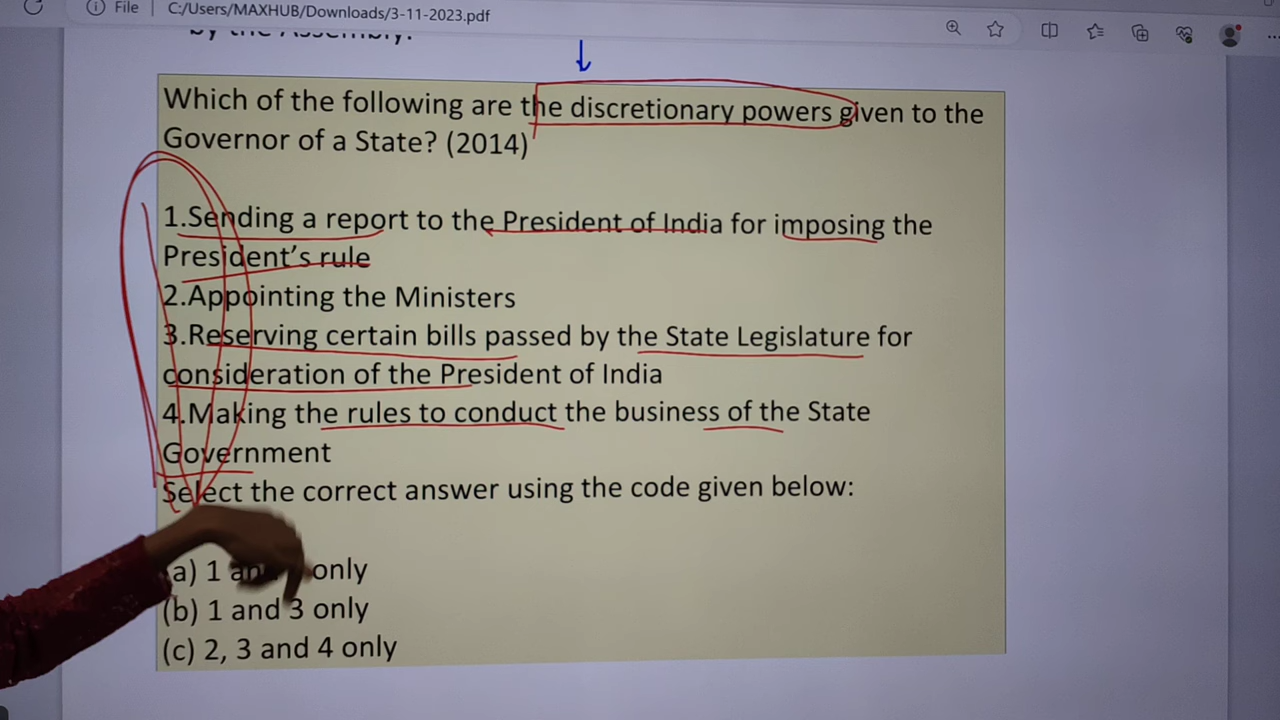 File
C:/Users/MAXHUB/Downloads/3-11-2023.pdf
by the Assembly.
Which of the following are the discretionary powers given to the
Governor of a State? (2014)
1.Sending a report to the President of India for imposing the
President's rule
2.Appointing the Ministers
3.Reserving certain bills passed by the State Legislature for
consideration of the President of India
4.Making the rules to conduct the business of the State
Government
Select the correct answer using the code given below:
a) 1 and only
(b) 1 and 3 only
(c) 2, 3 and 4 only